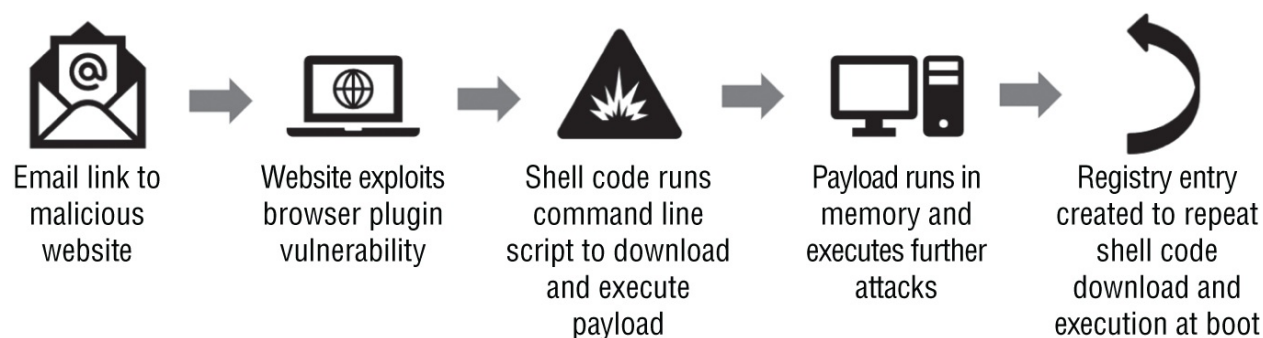 @
Email link to
malicious
website
Website exploits
browser plugin
vulnerability
Shell code runs
command line
script to download
and execute
payload
Payload runs in
memory and
executes further
attacks
Registry entry
created to repeat
shell code
download and
execution at boot